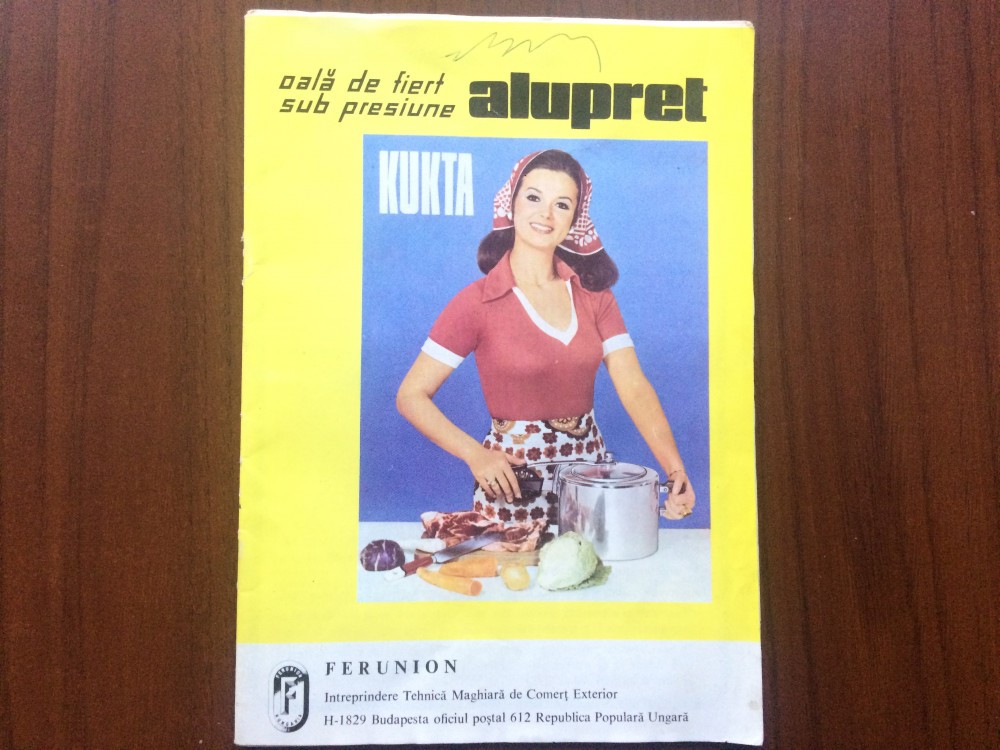 oală de fiert
sub presiune alupret
KUKTA
FERUNION
Intreprindere Tehnică Maghiară de Comerț Exterior
H-1829 Budapesta oficiul poștal 612 Republica Populară Ungară
FERUNION